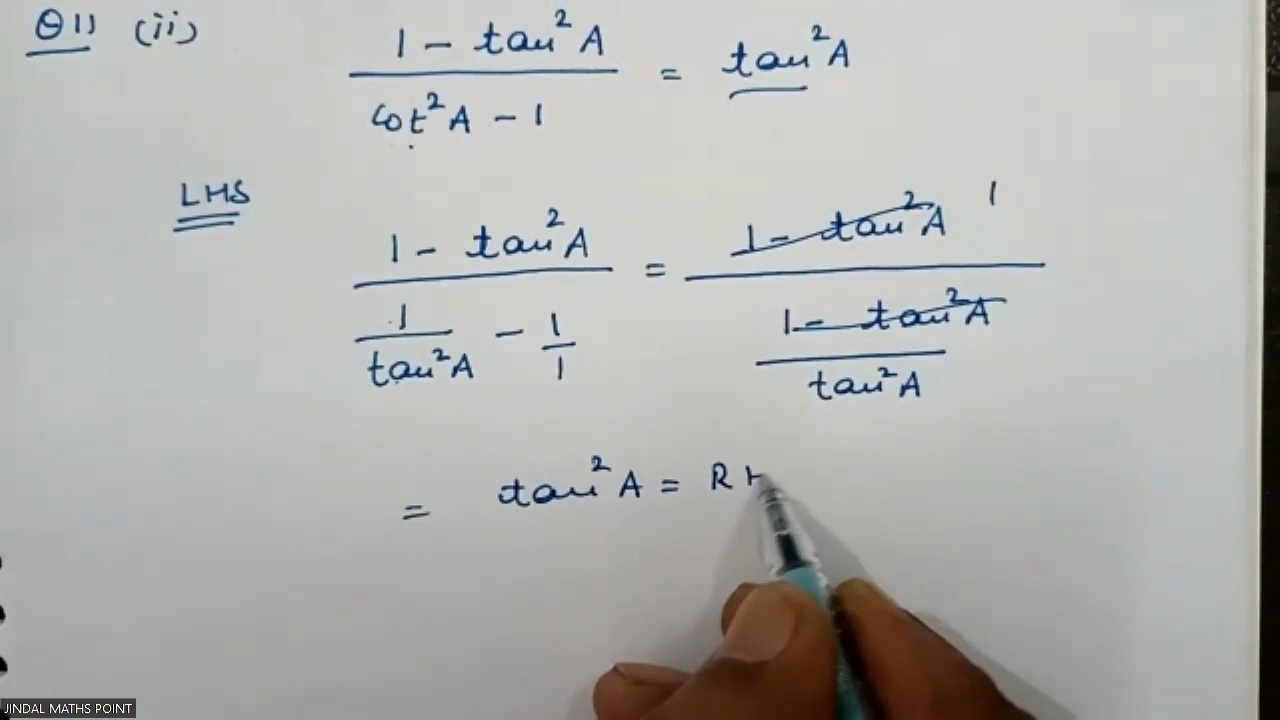 Q11 (ii) (1 - tan²A)/(cot²A - 1) = tan²A
LHS
(1 - tan²A)/(1/tan²A - 1/1) = (1 - tan²A 1)/((1 - tan²A)/tan²A)
= tan²A = RH
JINDAL MATHS POINT